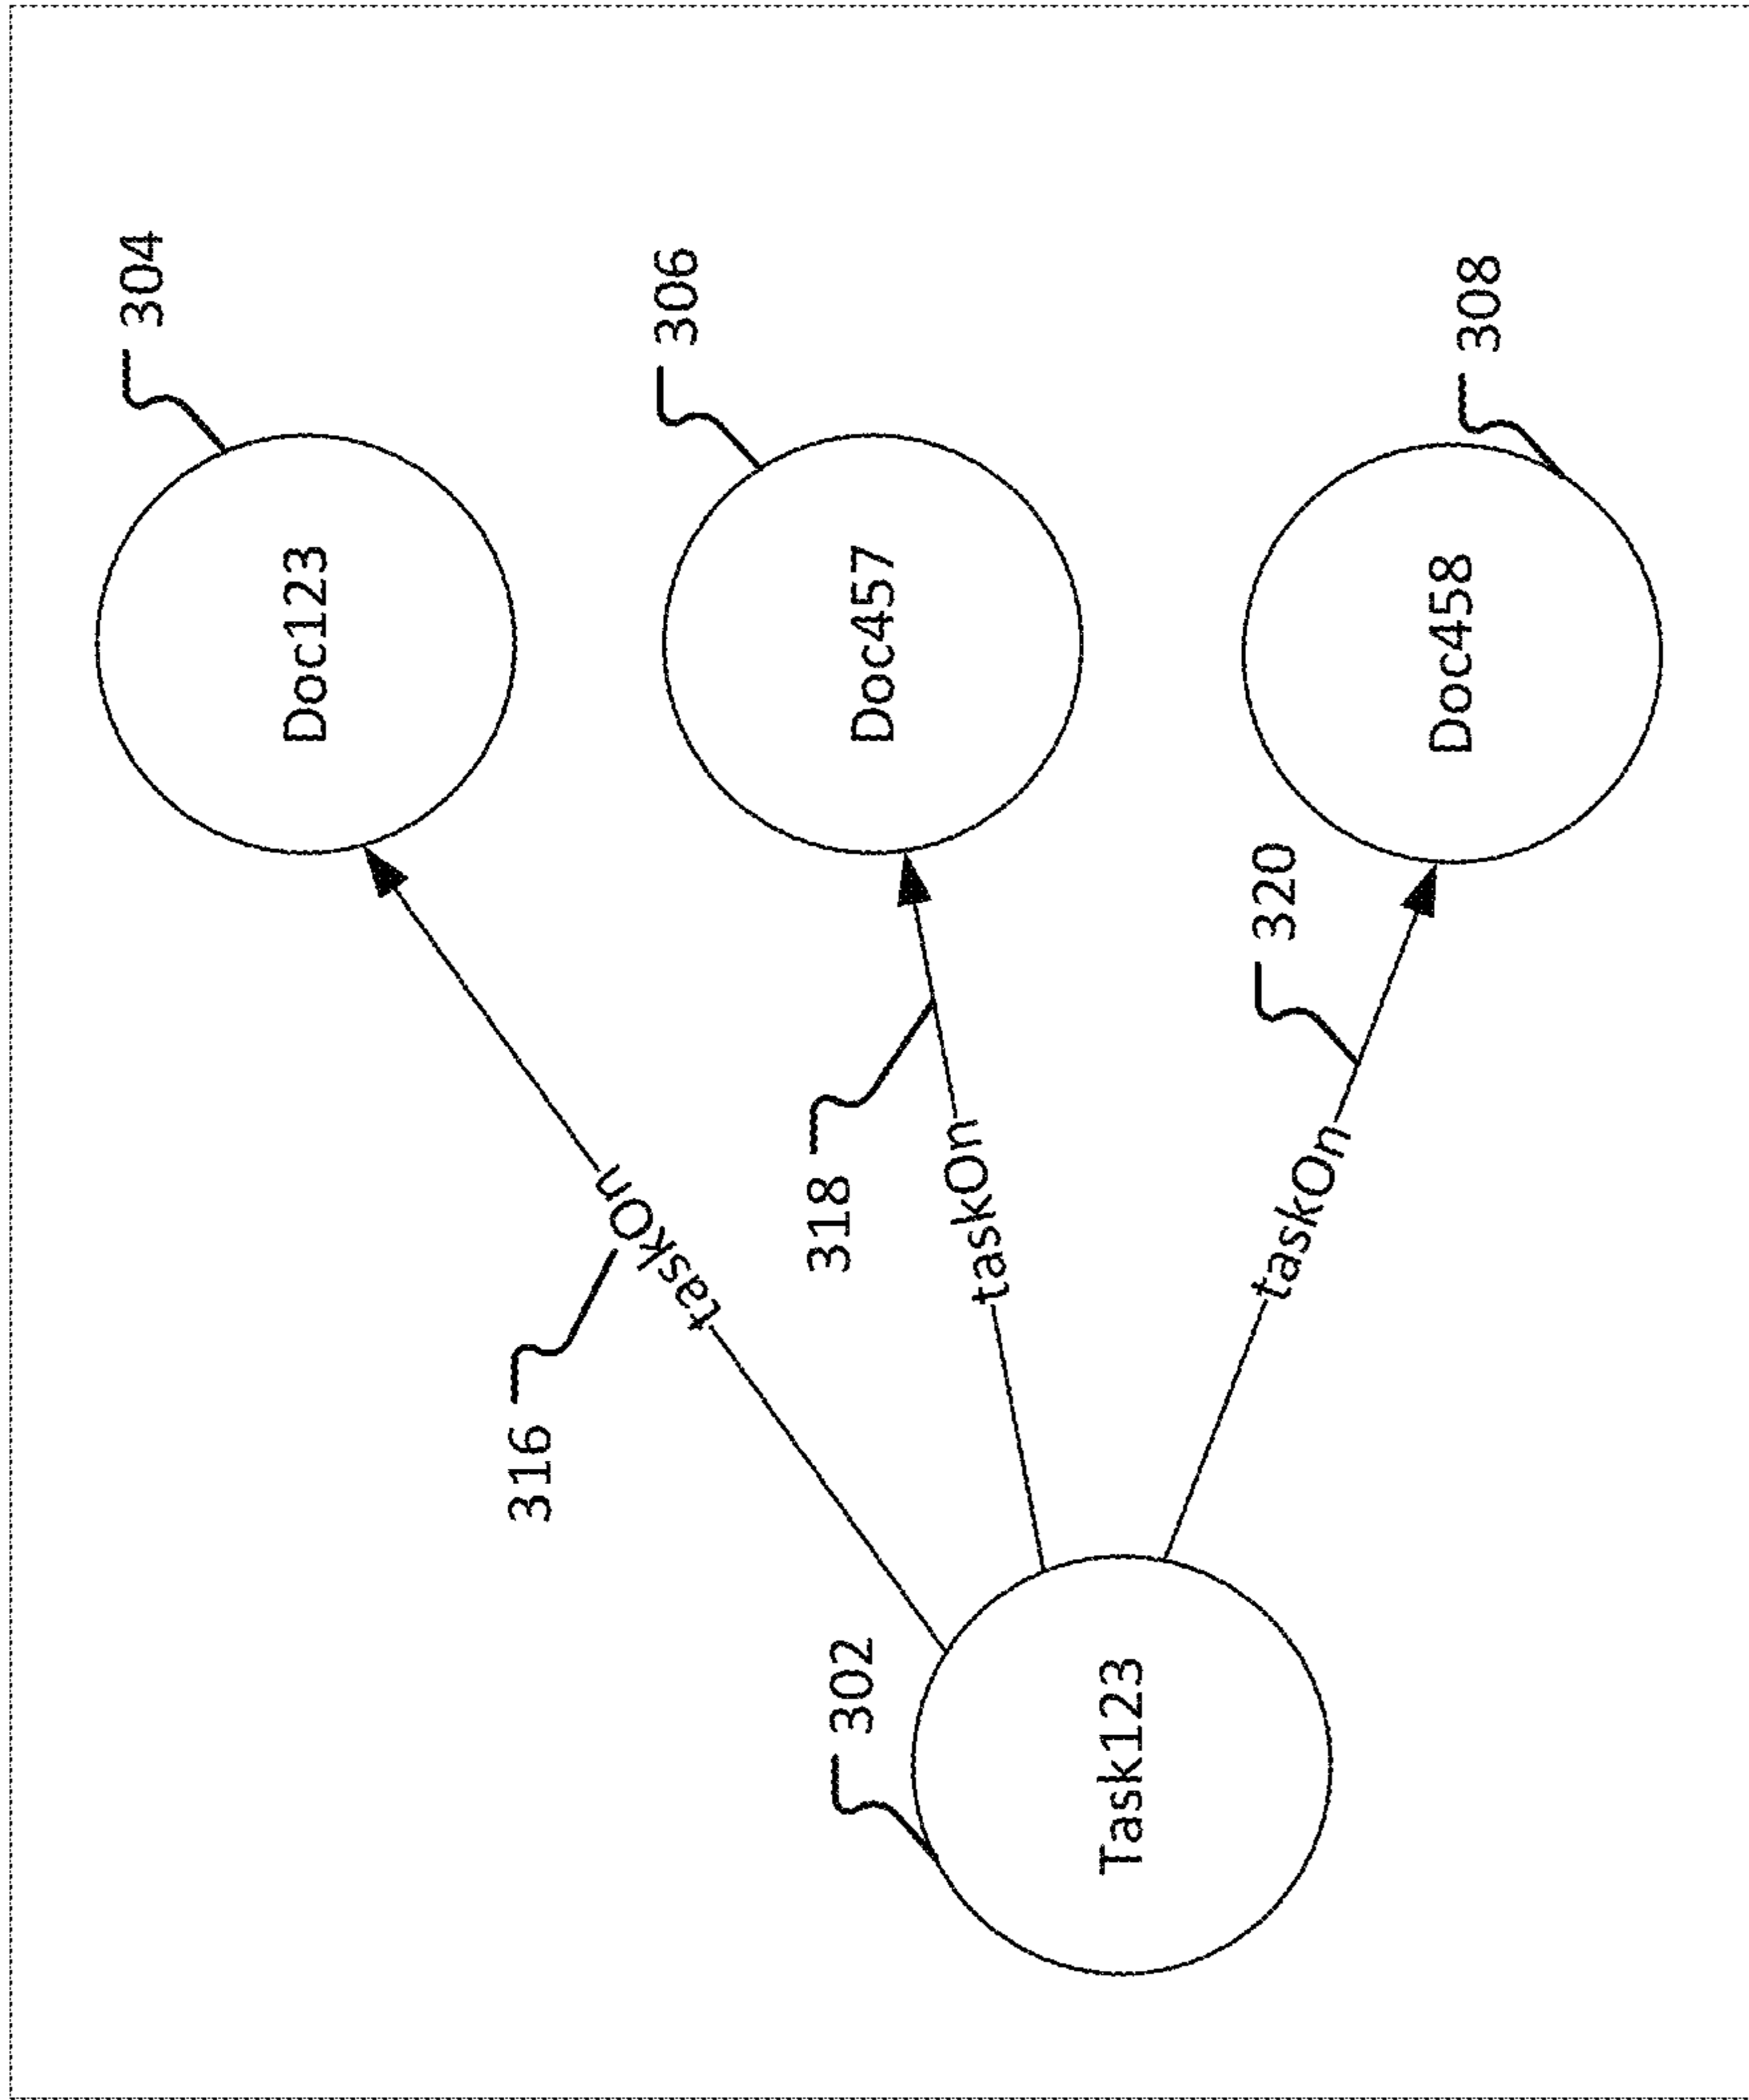 304
Doc123
316
taskOn
306
Doc457
318
taskOn
302
Task123
320
taskOn
308
Doc458